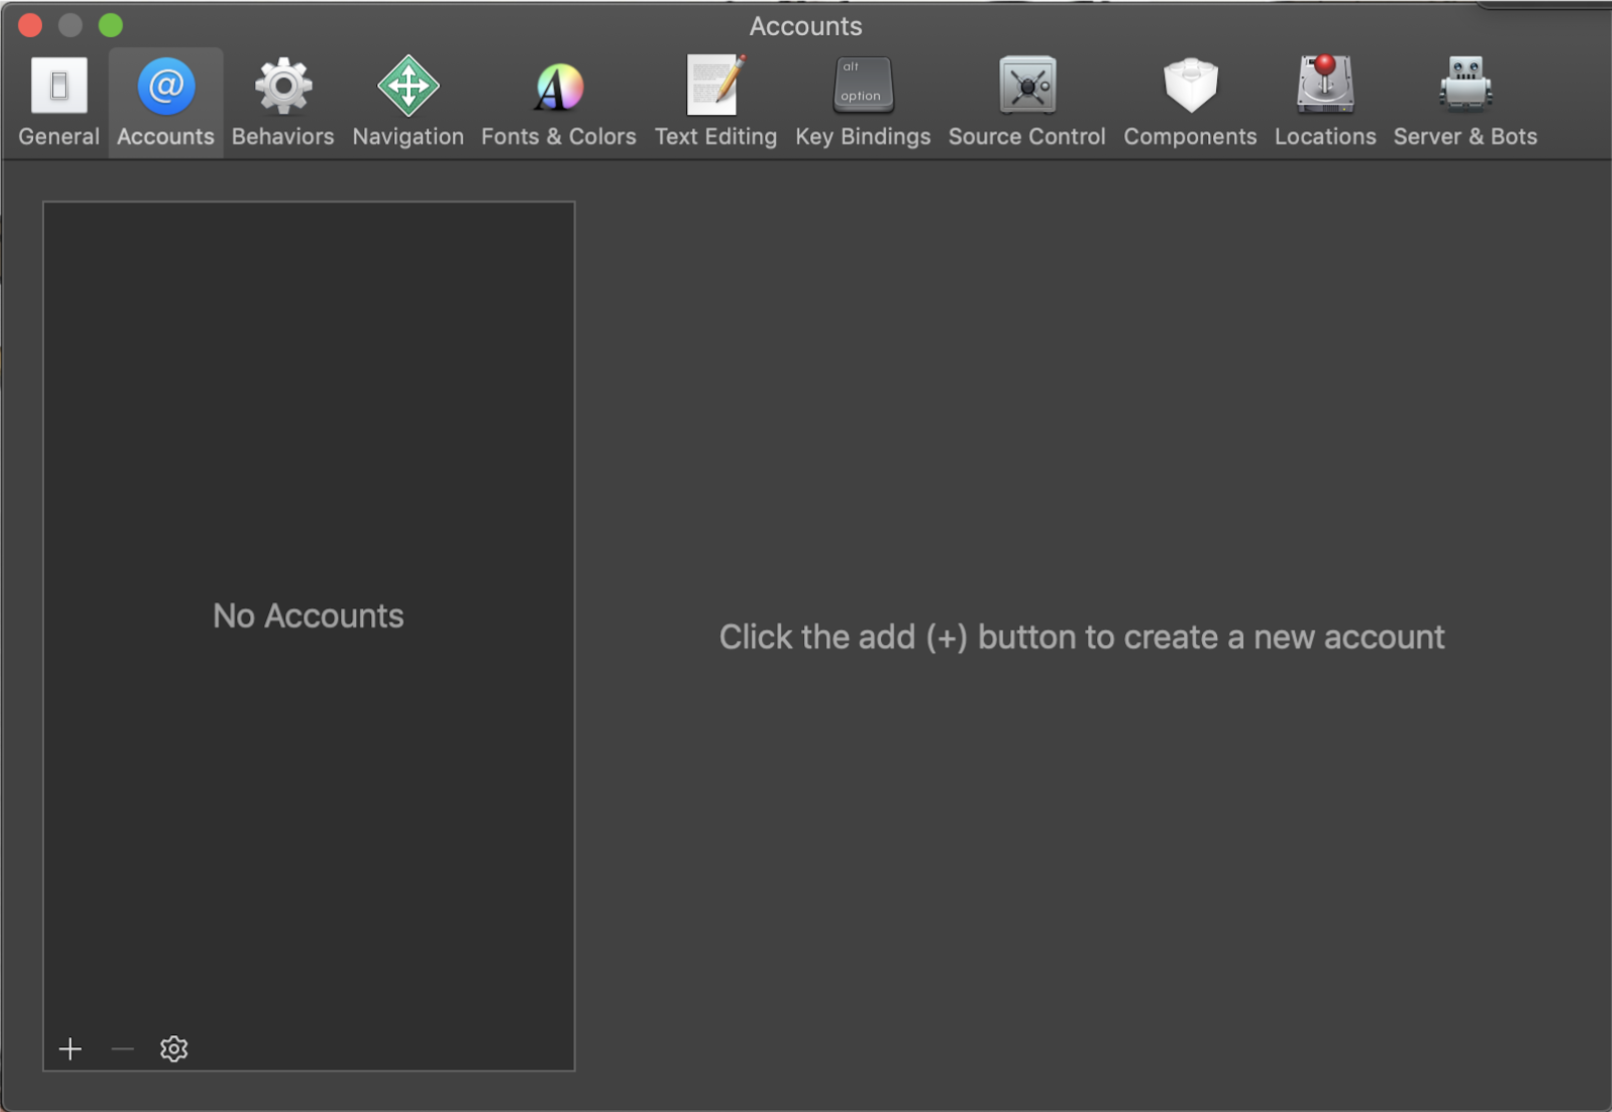 Accounts
alt
option
General Accounts Behaviors Navigation Fonts & Colors Text Editing Key Bindings Source Control Components Locations Server & Bots
No Accounts
Click the add (+) button to create a new account